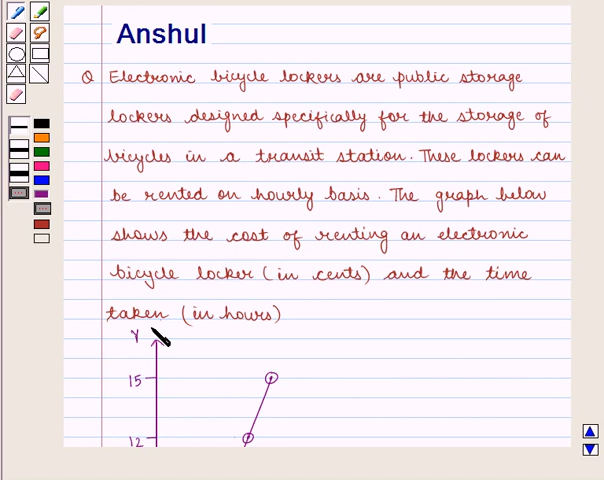 Anshul
Q Electronic bicycle lockers are public storage
lockers designed specifically for the storage of
bicycles in a transit station. These lockers can
be rented on hourly basis. The graph below
shows the cost of renting an electronic
bicycle locker (in cents) and the time
taken (in hours)
Y
15
12